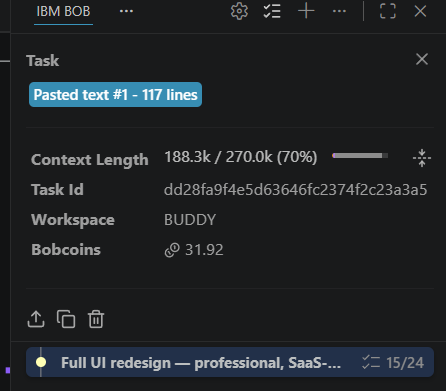 IBM BOB
Task
Pasted text #1 - 117 lines
Context Length 188.3k / 270.0k (70%)
Task Id dd28fa9f4e5d63646fc2374f2c23a3a5
Workspace BUDDY
Bobcoins 31.92
Full UI redesign — professional, SaaS-... 15/24